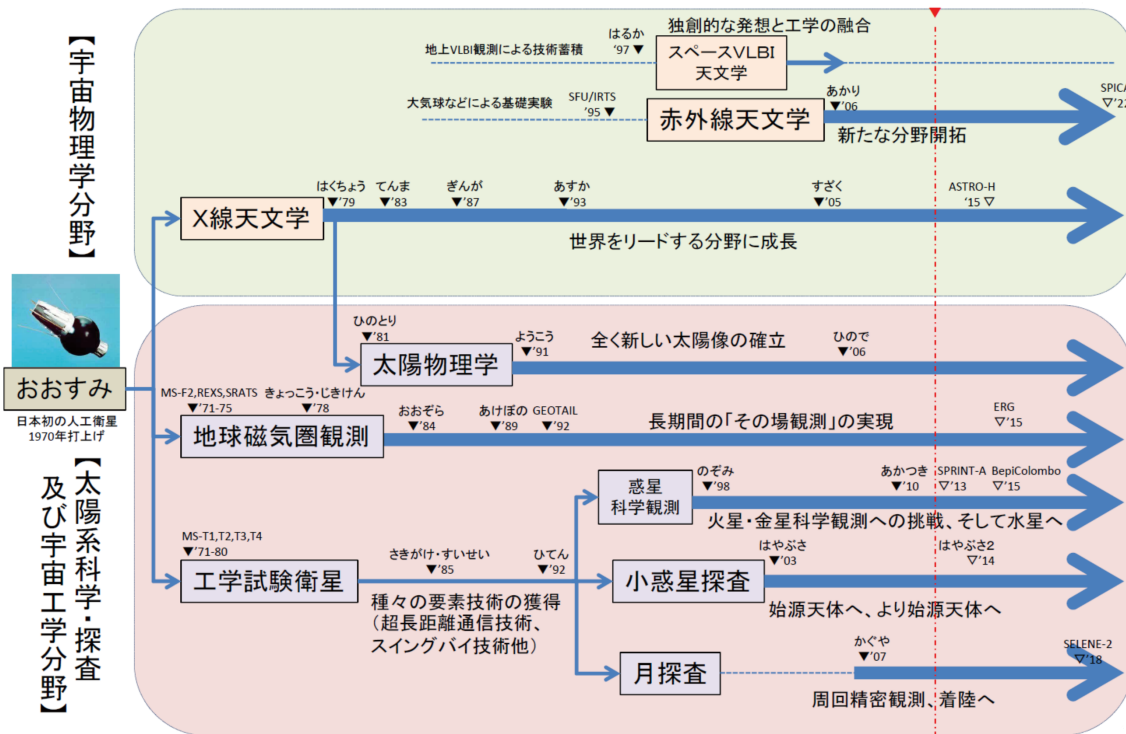 【宇宙物理学分野】
独創的な発想と工学の融合
地上VLBI観測による技術蓄積
はるか
'97 ▼
スペースVLBI
天文学
大気球などによる基礎実験
SFU/IRTS
'95 ▼
赤外線天文学
あかり
▼'06
新たな分野開拓
SPICA
▽'22
X線天文学
はくちょう
▼'79
てんま
▼'83
ぎんが
▼'87
あすか
▼'93
すざく
▼'05
ASTRO-H
'15 ▽
世界をリードする分野に成長
おおすみ
日本初の人工衛星
1970年打上げ
【太陽系科学・探査
及び宇宙工学分野】
ひのとり
▼'81
太陽物理学
ようこう
▼'91
全く新しい太陽像の確立
ひので
▼'06
MS-F2,REXS,SRATS
▼'71-75
きょっこう・じきけん
▼'78
地球磁気圏観測
おおぞら
▼'84
あけぼの
▼'89
GEOTAIL
▼'92
長期間の「その場観測」の実現
ERG
▽'15
惑星
科学観測
のぞみ
▼'98
あかつき
▼'10
SPRINT-A
▽'13
BepiColombo
▽'15
火星・金星科学観測への挑戦、そして水星へ
MS-T1,T2,T3,T4
▼'71-80
工学試験衛星
さきがけ・すいせい
▼'85
ひてん
▼'92
種々の要素技術の獲得
（超長距離通信技術、
スイングバイ技術他）
小惑星探査
はやぶさ
▼'03
はやぶさ2
▽'14
始源天体へ、より始源天体へ
月探査
かぐや
▼'07
SELENE-2
▽'18
周回精密観測、着陸へ